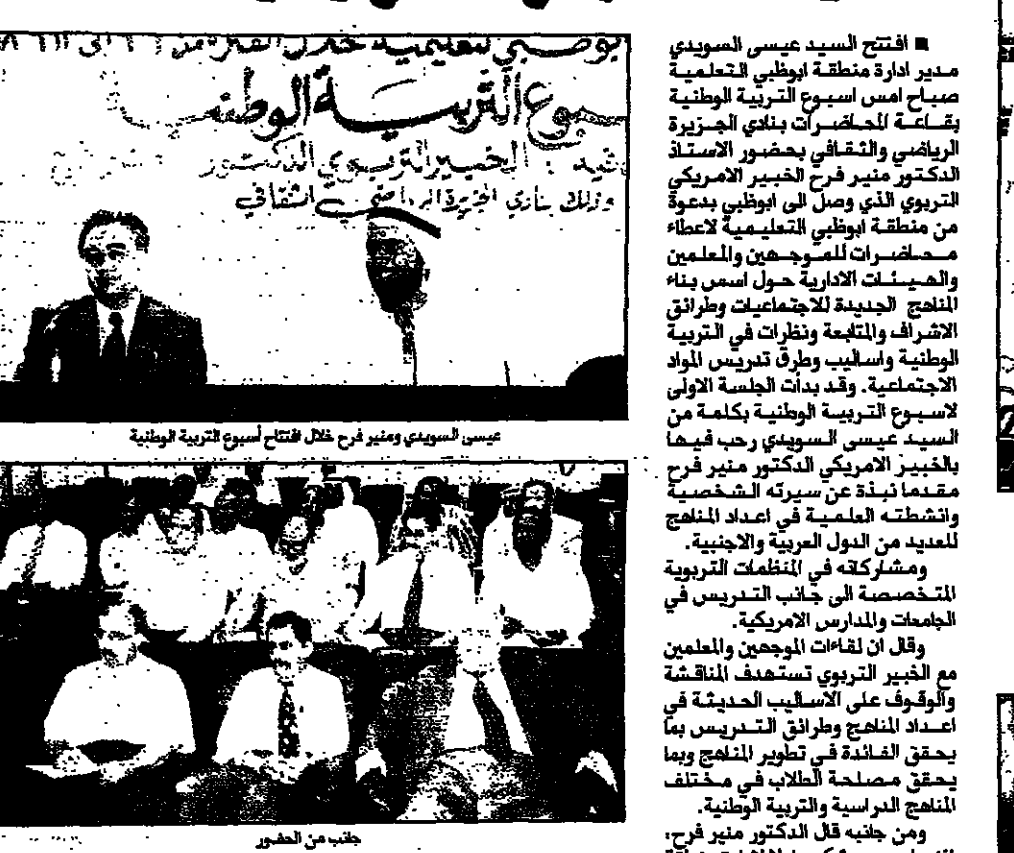 ■ افتتح السيد عيسى السويدي
مدير ادارة منطقة ابوظبي التعلمية
صباح امس اسبوع التربية الوطنية
بقاعة المحاضرات بنادي الجزيرة
الرياضي والثقافي بحضور الاستاذ
الدكتور منير فرح الخبير الامريكي
التربوي الذي وصل الى ابوظبي بدعوة
من منطقة ابوظبي التعليمية لاعطاء
محاضرات للموجهين والمعلمين
والهيئات الادارية حول اسس بناء
المناهج الجديدة للاجتماعيات وطرائق
الاشراف والمتابعة ونظرات في التربية
الوطنية واساليب وطرق تدريس المواد
الاجتماعية. وقد بدأت الجلسة الاولى
لاسبوع التربية الوطنية بكلمة من
السيد عيسى السويدي رحب فيها
بالخبير الامريكي الدكتور منير فرح
مقدما نبذة عن سيرته الشخصية
وانشطته العلمية في اعداد المناهج
للعديد من الدول العربية والاجنبية.
ومشاركته في المنظمات التربوية
المتخصصة الى جانب التدريس في
الجامعات والمدارس الامريكية.
وقال ان لقاءات الموجهين والمعلمين
مع الخبير التربوي تستهدف المناقشة
والوقوف على الاساليب الحديثة في
اعداد المناهج وطرائق التدريس بما
يحقق الفائدة في تطوير المناهج وبما
يحقق مصلحة الطلاب في مختلف
المناهج الدراسية والتربية الوطنية.
ومن جانبه قال الدكتور منير فرح،
بوظبي التعليمية خلال الفترة من
بوع التربية الوطنية
الخبير التربوي الدكتور
وذلك بنادي الجزيرة الرياضي الثقافي
عيسى السويدي ومنير فرح خلال افتتاح أسبوع التربية الوطنية
جانب من الحضور